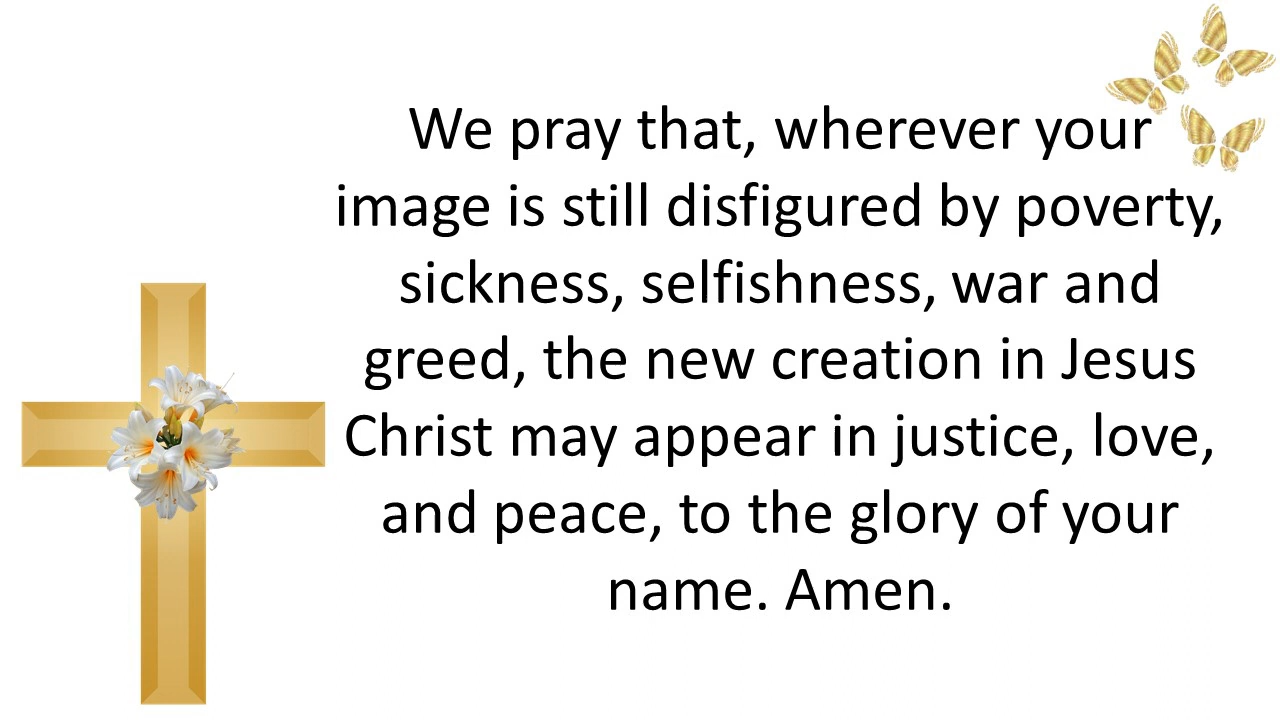 We pray that, wherever your
image is still disfigured by poverty,
sickness, selfishness, war and
greed, the new creation in Jesus
Christ may appear in justice, love,
and peace, to the glory of your
name. Amen.